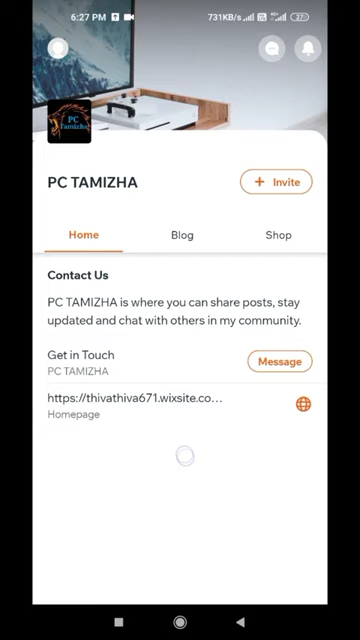 6:27 PM
731KB/s
27
PC
Tamizha
PC TAMIZHA
+ Invite
Home
Blog
Shop
Contact Us
PC TAMIZHA is where you can share posts, stay
updated and chat with others in my community.
Get in Touch
PC TAMIZHA
Message
https://thivathiva671.wixsite.co...
Homepage